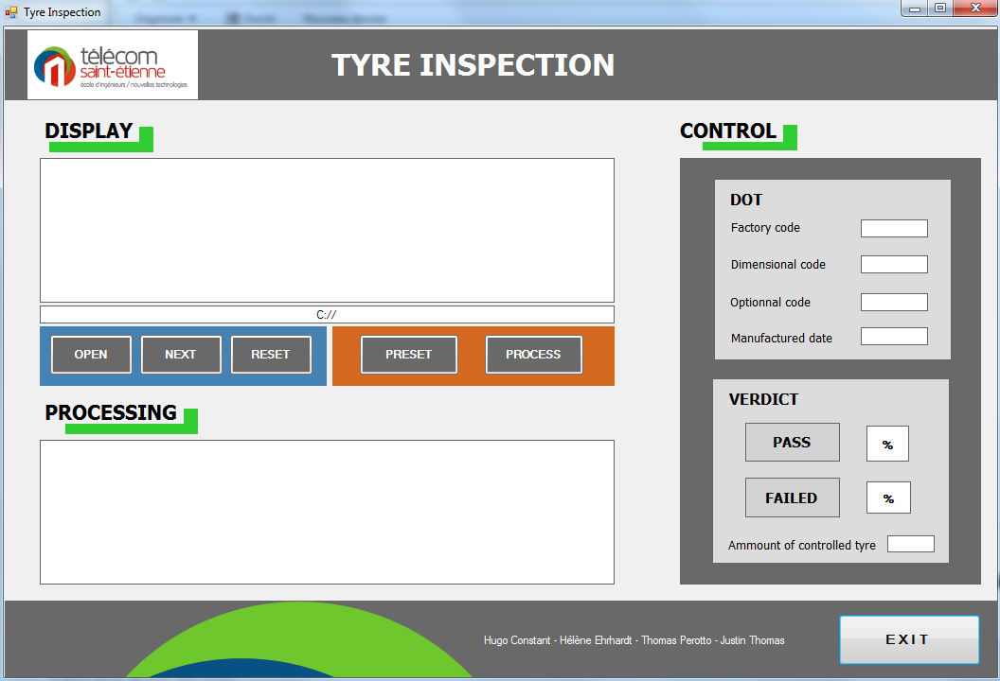 Tyre Inspection
télécom
saint-étienne
école d'ingénieurs / nouvelles technologies
TYRE INSPECTION
DISPLAY
C://
OPEN
NEXT
RESET
PRESET
PROCESS
PROCESSING
CONTROL
DOT
Factory code
Dimensional code
Optionnal code
Manufactured date
VERDICT
PASS
%
FAILED
%
Ammount of controlled tyre
Hugo Constant - Hélène Ehrhardt - Thomas Perotto - Justin Thomas
EXIT